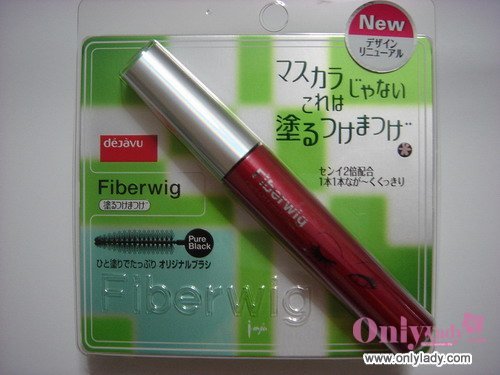 New
デザイン
リニューアル
マスカラじゃない
これは
塗るつけまつげ
センイ2倍配合
1本1本なが～くくっきり
déjàvu
Fiberwig
塗るつけまつげ
Pure
Black
ひと塗りでたっぷり オリジナルブラシ
Fiberwig
Fiberwig
imju
Onlylady
www.onlylady.com